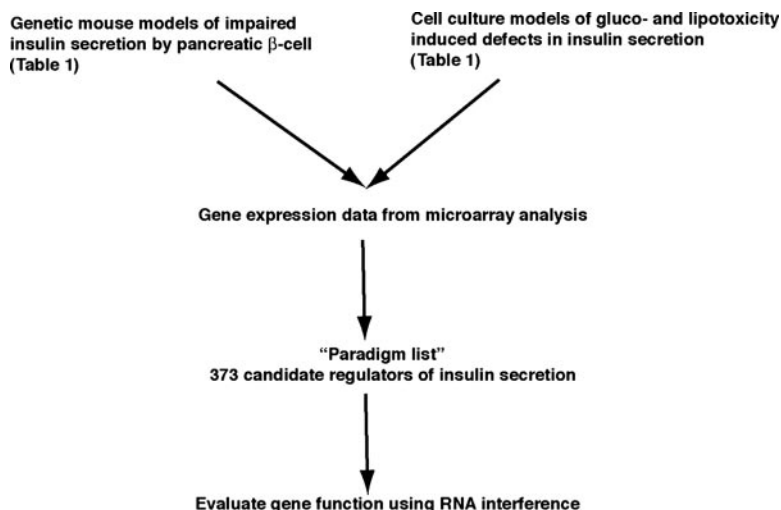 Genetic mouse models of impaired
insulin secretion by pancreatic β-cell
(Table 1)
Cell culture models of gluco- and lipotoxicity
induced defects in insulin secretion
(Table 1)
Gene expression data from microarray analysis
“Paradigm list”
373 candidate regulators of insulin secretion
Evaluate gene function using RNA interference